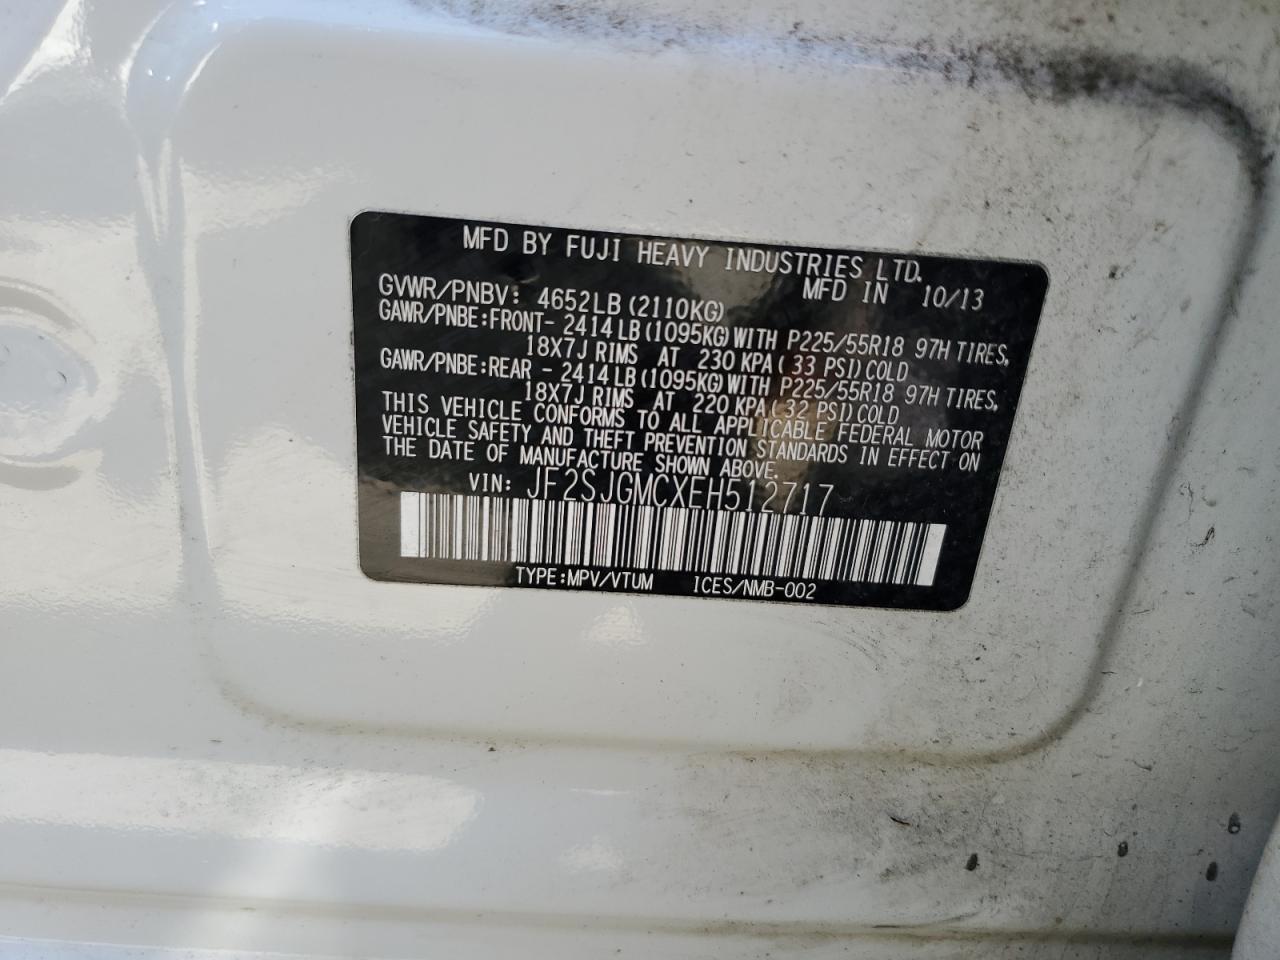 MFD BY FUJI HEAVY INDUSTRIES LTD.
MFD IN 10/13
GVWR/PNBV: 4652LB (2110KG)
GAWR/PNBE:FRONT- 2414 LB (1095KG) WITH P225/55R18 97H TIRES,
18X7J RIMS AT 230 KPA ( 33 PSI) COLD
GAWR/PNBE:REAR - 2414 LB (1095KG) WITH P225/55R18 97H TIRES,
18X7J RIMS AT 220 KPA ( 32 PSI) COLD
THIS VEHICLE CONFORMS TO ALL APPLICABLE FEDERAL MOTOR
VEHICLE SAFETY AND THEFT PREVENTION STANDARDS IN EFFECT ON
THE DATE OF MANUFACTURE SHOWN ABOVE.
VIN: JF2SJGMCXEH512717
TYPE:MPV/VTUM ICES/NMB-002